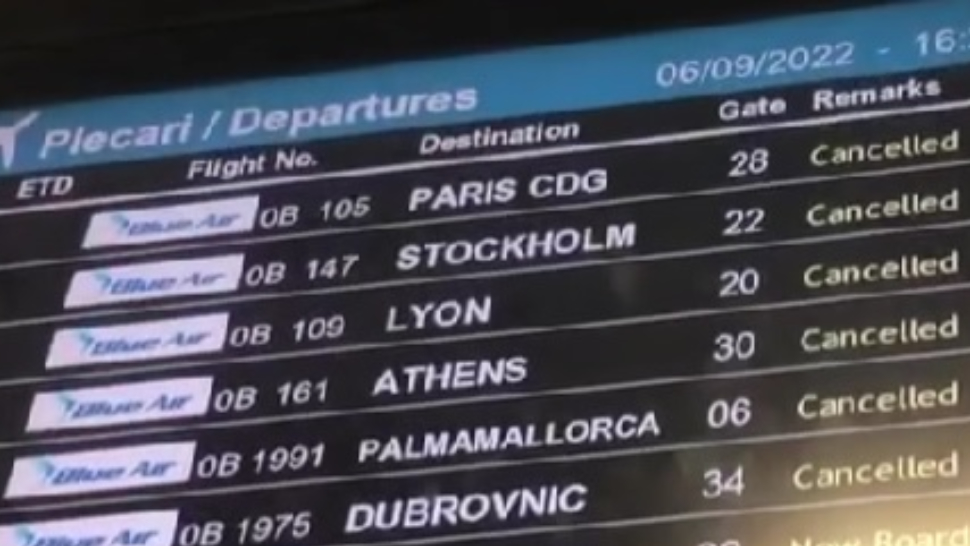 Plecari / Departures 06/09/2022 - 16:
ETD Flight No. Destination Gate Remarks
Blue Air 0B 105 PARIS CDG 28 Cancelled
Blue Air 0B 147 STOCKHOLM 22 Cancelled
Blue Air 0B 109 LYON 20 Cancelled
Blue Air 0B 161 ATHENS 30 Cancelled
Blue Air 0B 1991 PALMAMALLORCA 06 Cancelled
Blue Air 0B 1975 DUBROVNIC 34 Cancelled
New Board